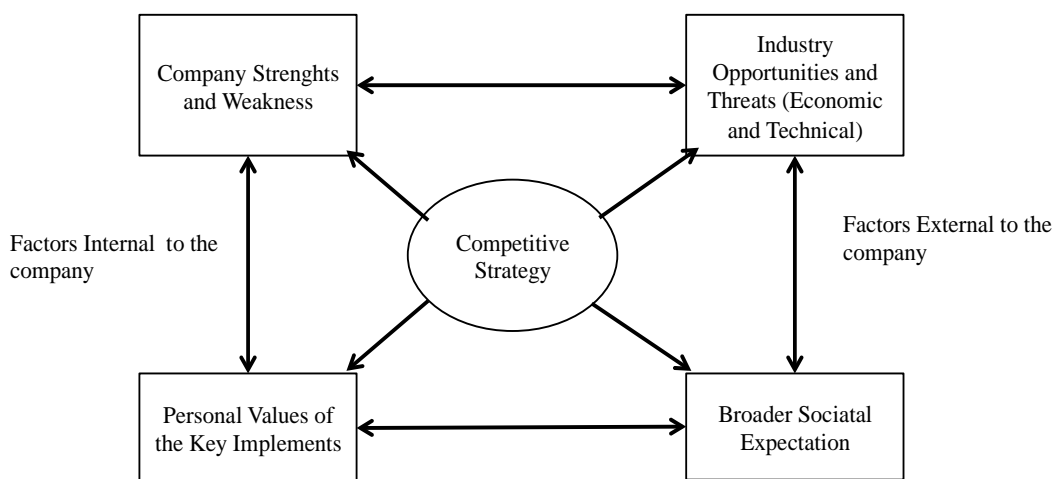 Company Strenghts
and Weakness
Industry
Opportunities and
Threats (Economic
and Technical)
Factors Internal to the
company
Competitive
Strategy
Factors External to the
company
Personal Values of
the Key Implements
Broader Sociatal
Expectation